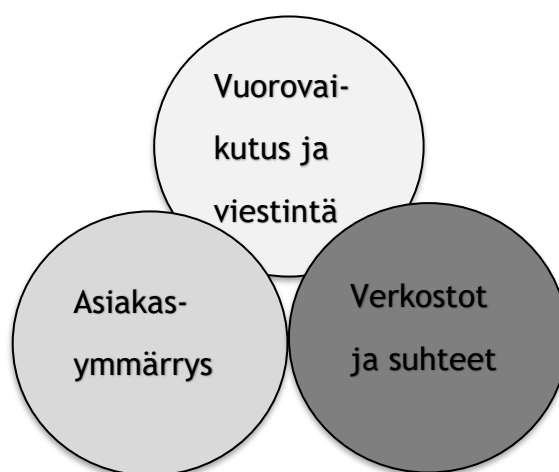 Vuorovai-
kutus ja
viestintä
Asiakas-
ymmärrys
Verkostot
ja suhteet